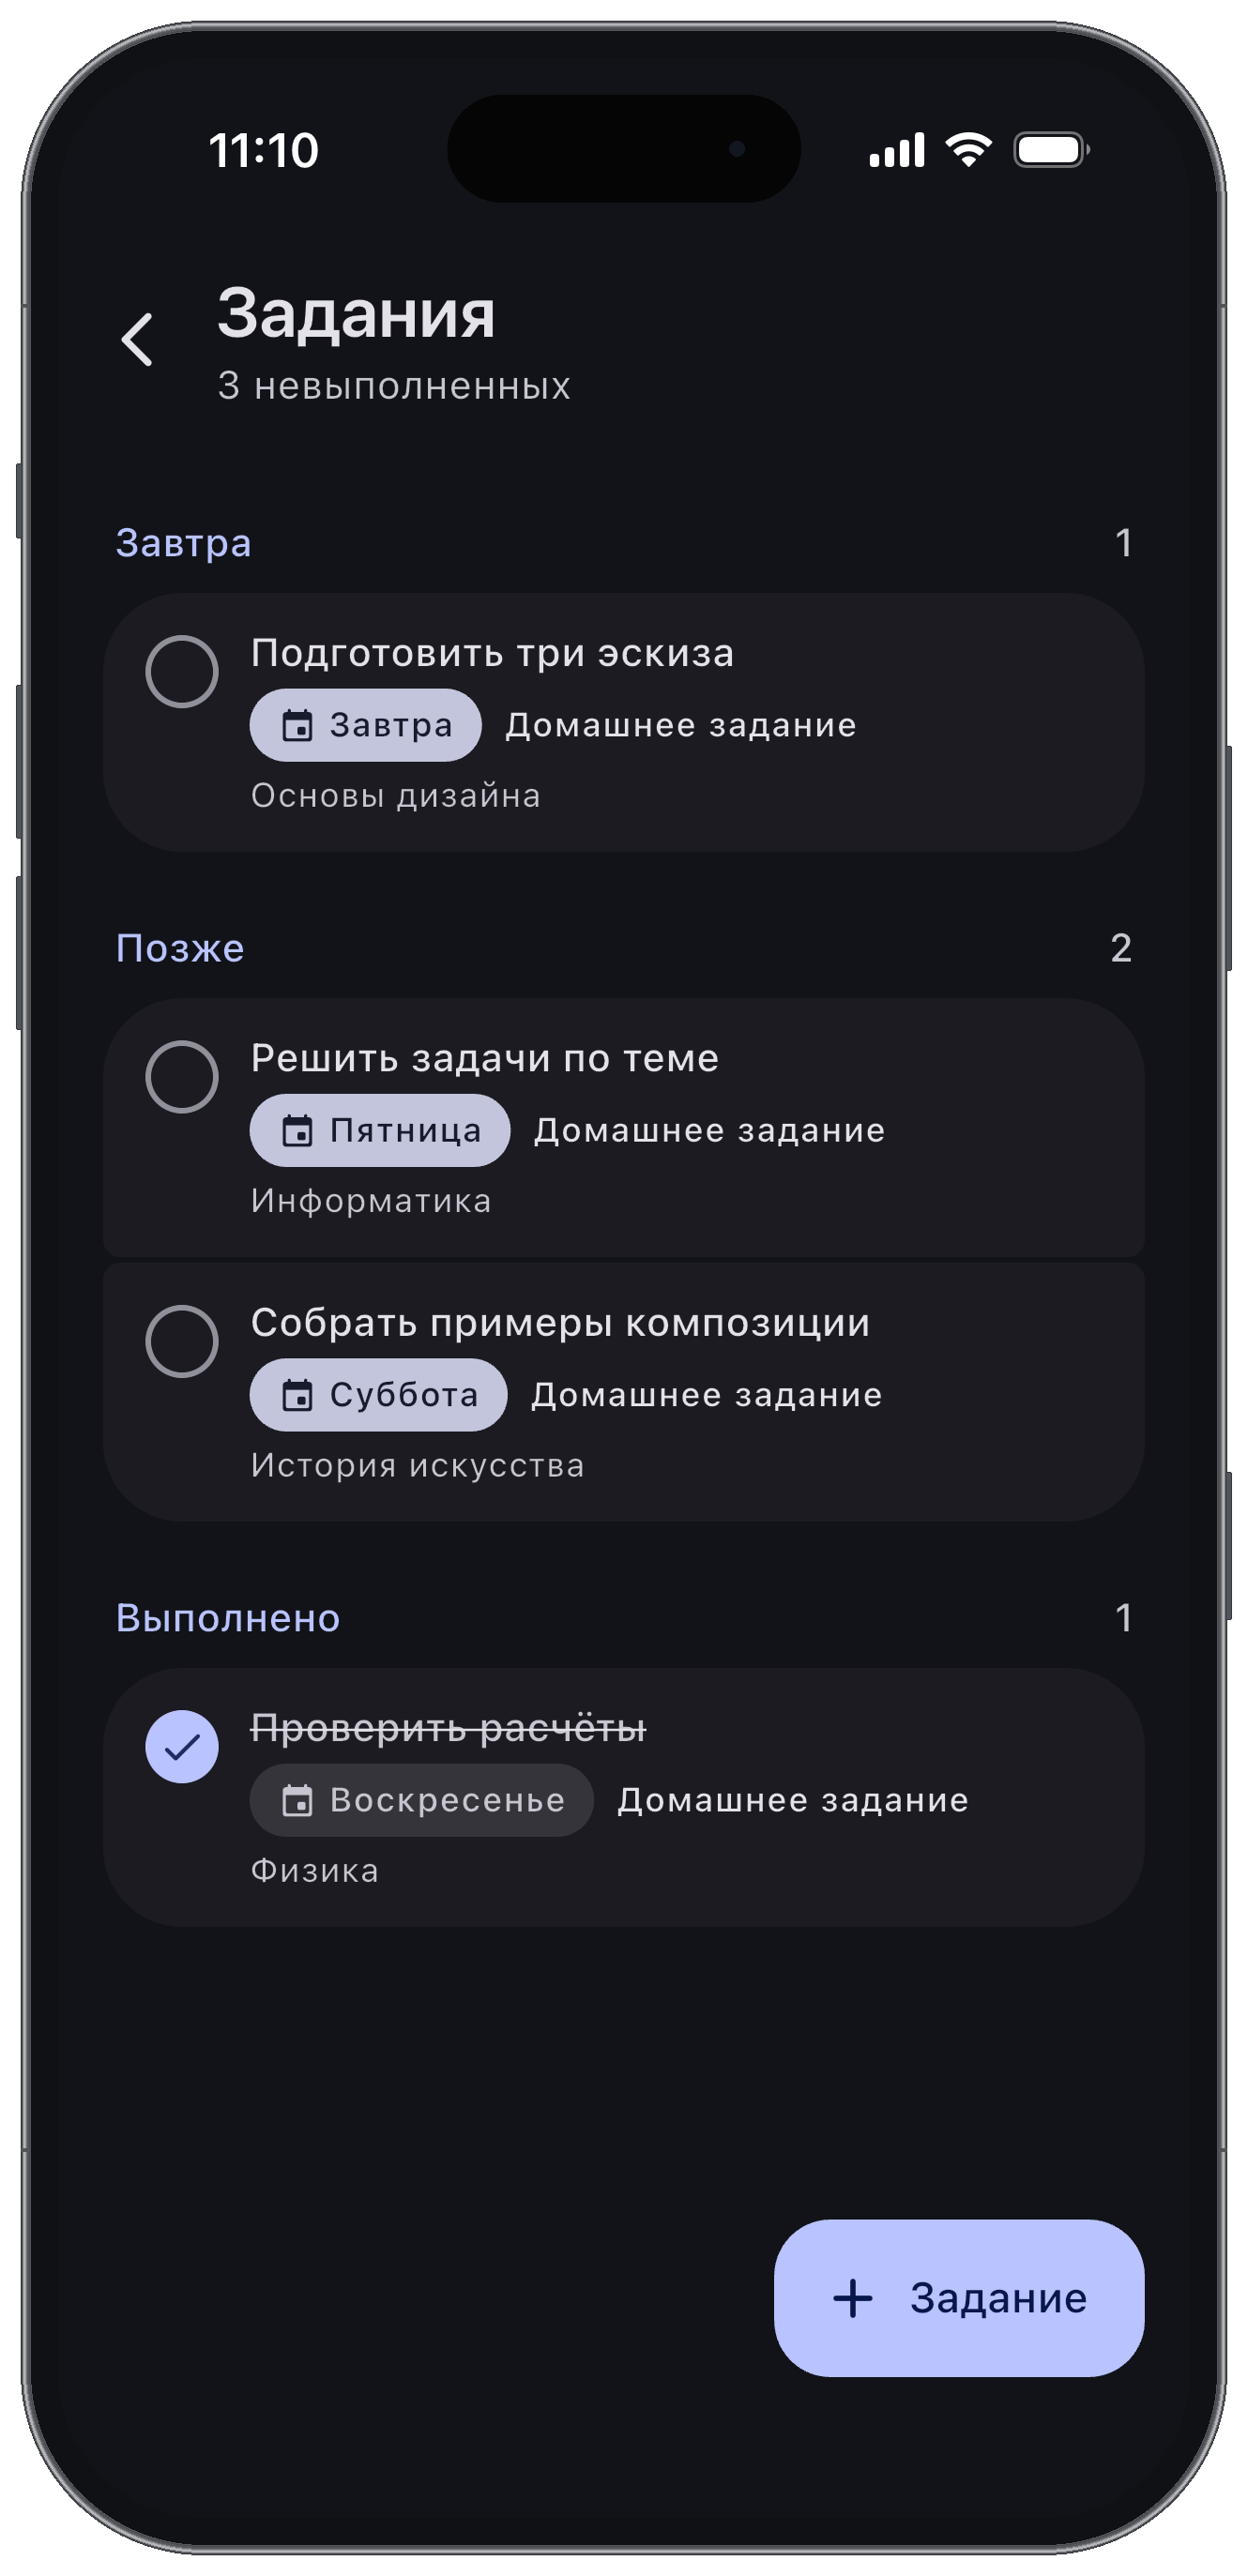 11:10
Задания
3 невыполненных
Завтра 1
Подготовить три эскиза
Завтра Домашнее задание
Основы дизайна
Позже 2
Решить задачи по теме
Пятница Домашнее задание
Информатика
Собрать примеры композиции
Суббота Домашнее задание
История искусства
Выполнено 1
Проверить расчёты
Воскресенье Домашнее задание
Физика
+ Задание